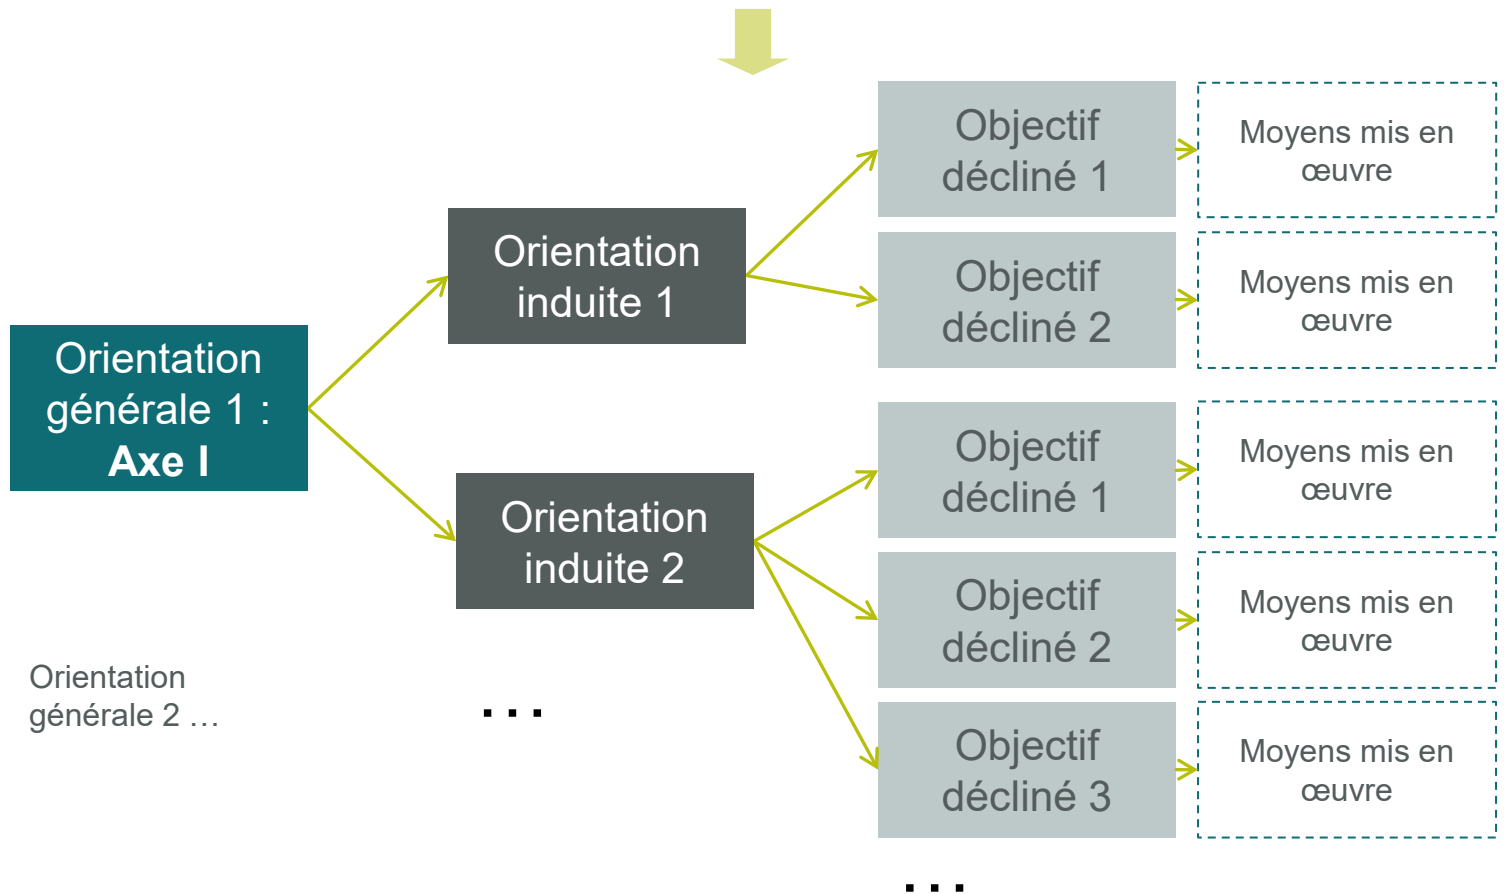 Orientation
générale 1 :
Axe I
Orientation
induite 1
Objectif
décliné 1
Moyens mis en
œuvre
Objectif
décliné 2
Moyens mis en
œuvre
Orientation
induite 2
Objectif
décliné 1
Moyens mis en
œuvre
Objectif
décliné 2
Moyens mis en
œuvre
Objectif
décliné 3
Moyens mis en
œuvre
Orientation
générale 2 …
…
…